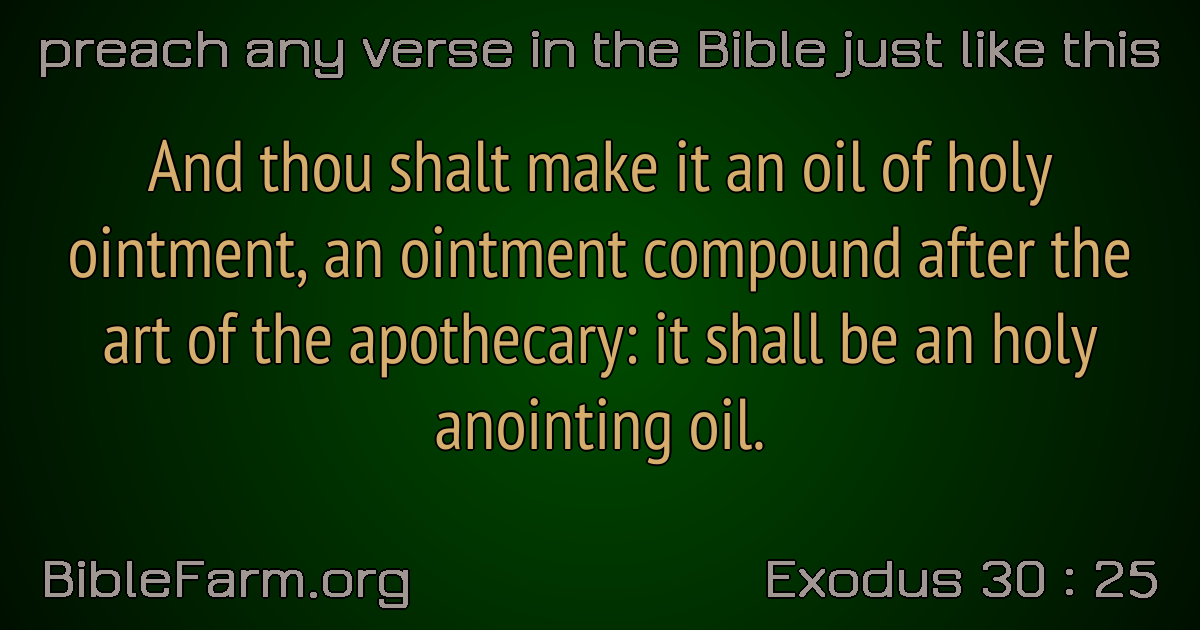 preach any verse in the Bible just like this
And thou shalt make it an oil of holy
ointment, an ointment compound after the
art of the apothecary: it shall be an holy
anointing oil.
BibleFarm.org
Exodus 30 : 25